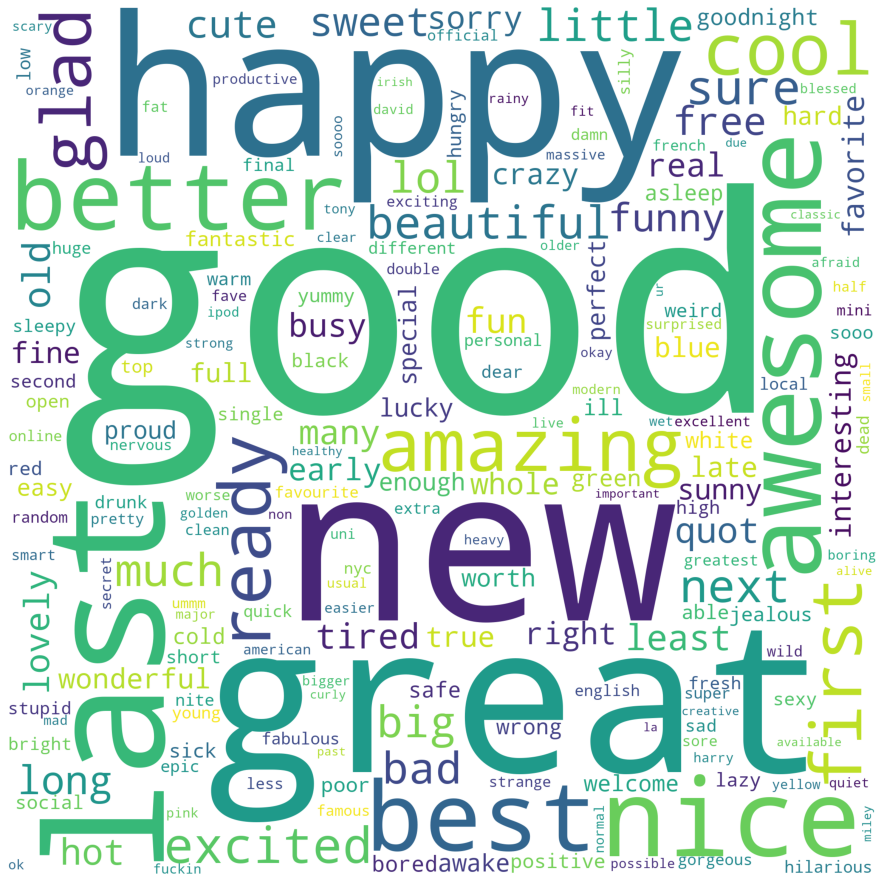 scary
cute
sweet
sorry
official
little
goodnight
low
glad
happy
productive
irish
silly
cool
orange
sure
blessed
fat
david
rainy
fit
hungry
free
hard
favorite
soooo
damn
loud
massive
french
due
final
lol
crazy
real
better
exciting
asleep
tony
beautiful
funny
awesome
classic
fantastic
clear
different
older
old
huge
good
double
perfect
afraid
warm
special
ur
dark
fave
yummy
weird
half
ipod
busy
fun
surprised
mini
sleepy
strong
personal
blue
sooo
fine
black
okay
small
top
full
dear
second
modern
local
open
single
lucky
ill
interesting
proud
many
live
wet
excellent
online
nervous
amazing
white
dead
healthy
red
ready
early
late
easy
worse
favourite
enough
whole
green
sunny
drunk
important
random
pretty
golden
non
extra
high
clean
new
quot
last
uni
heavy
greatest
smart
boring
secret
much
nyc
worth
next
alive
usual
lovely
ummm
major
quick
easier
able
jealous
first
cold
tired
true
right
least
short
american
great
wild
wonderful
bigger
safe
english
fresh
nite
curly
super
sexy
stupid
young
big
creative
mad
wrong
sad
bright
sick
fabulous
past
la
sore
available
epic
bad
harry
long
less
poor
strange
welcome
lazy
yellow
quiet
social
pink
famous
best
normal
nice
miley
hot
excited
ok
fuckin
bored
awake
positive
possible
gorgeous
hilarious